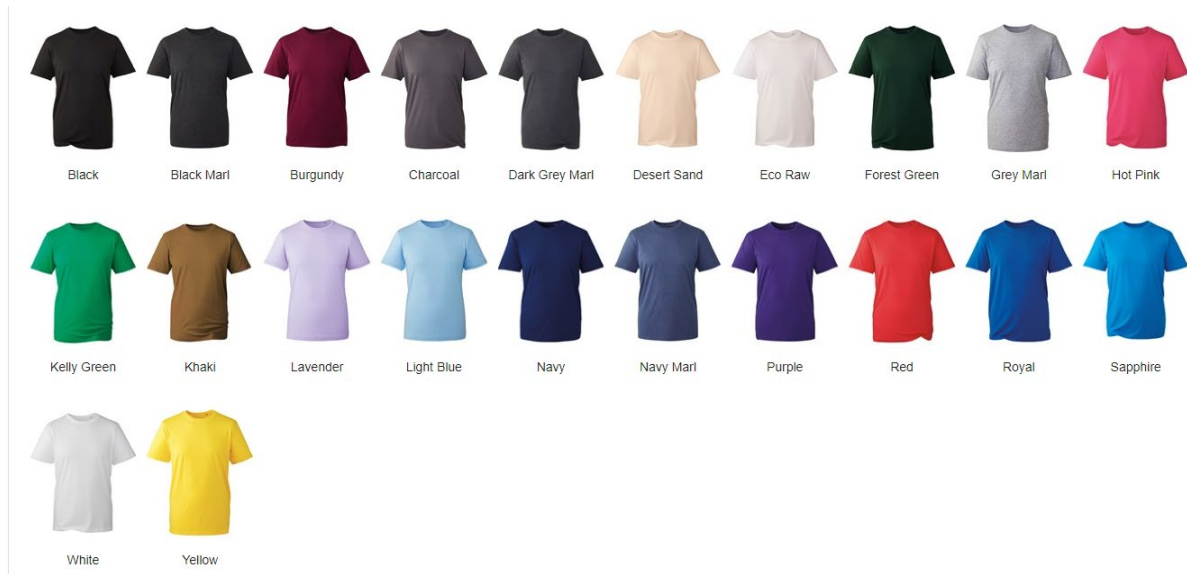 Black Black Marl Burgundy Charcoal Dark Grey Marl Desert Sand Eco Raw Forest Green Grey Marl Hot Pink
Kelly Green Khaki Lavender Light Blue Navy Navy Marl Purple Red Royal Sapphire
White Yellow